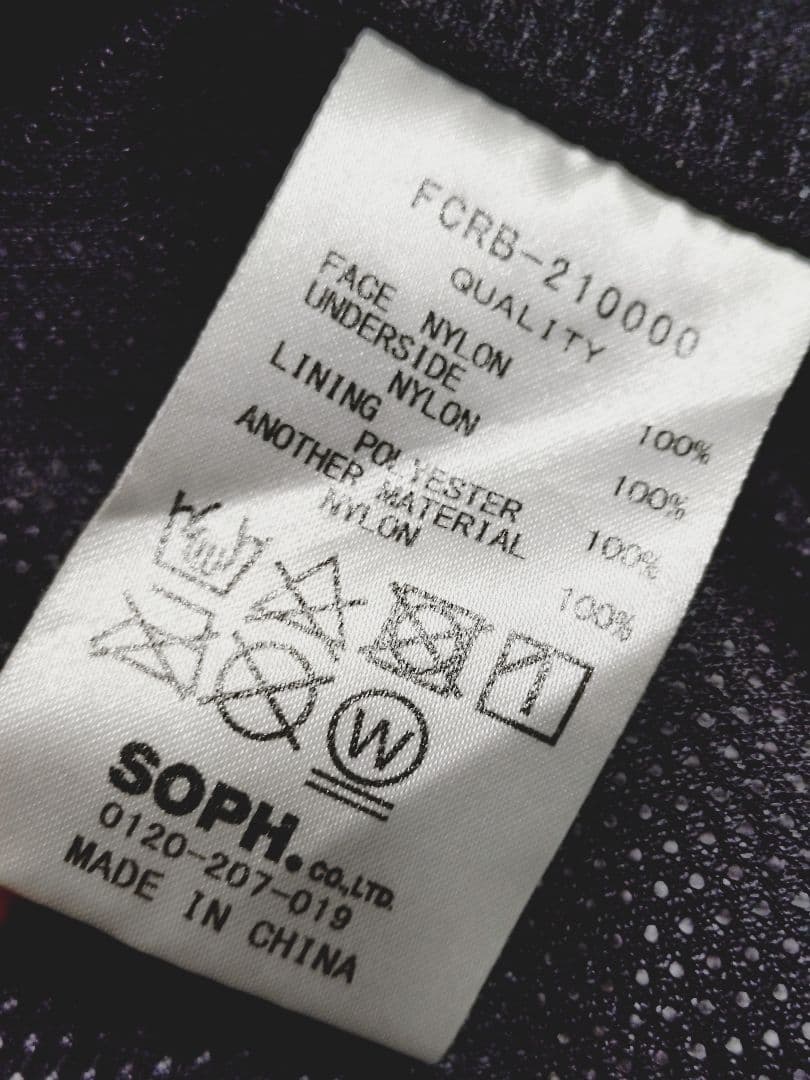 FCRB-210000
QUALITY
FACE NYLON 100%
UNDERSIDE
NYLON 100%
LINING
POLYESTER 100%
ANOTHER MATERIAL
NYLON 100%
W
SOPH.CO.,LTD.
0120-207-019
MADE IN CHINA